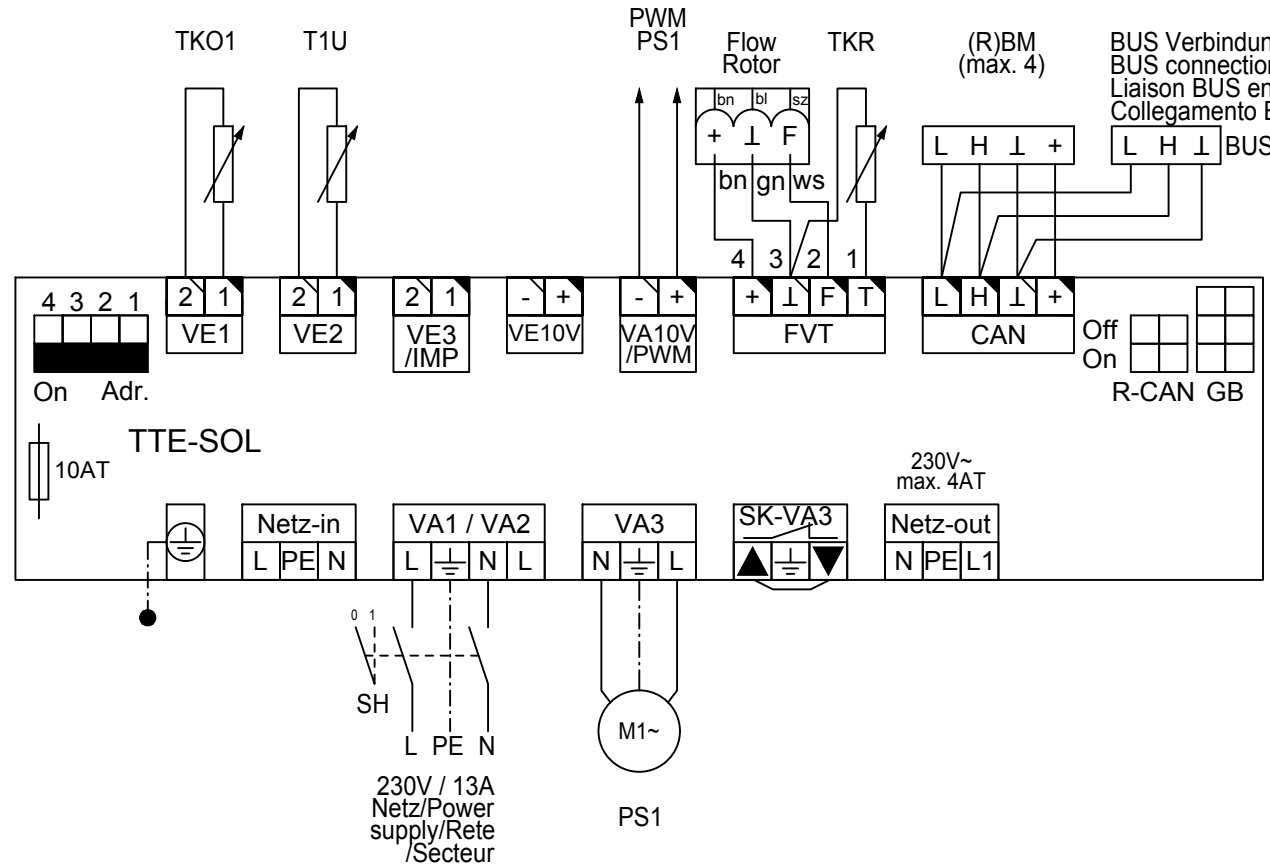 TKO1
T1U
PWM
PS1
Flow
Rotor
TKR
(R)BM
(max. 4)
BUS Verbindun
BUS connection
Liaison BUS en
Collegamento B
bn bl sz
+ ⊥ F
L H ⊥ +
L H ⊥ BUS
bn gn ws
4 3 2 1
4 3 2 1
2 1
2 1
2 1
- +
- +
+ ⊥ F T
L H ⊥ +
VE1
VE2
VE3
/IMP
VE10V
VA10V
/PWM
FVT
CAN
Off
On
R-CAN GB
On Adr.
TTE-SOL
10AT
230V~
max. 4AT
Netz-in
VA1 / VA2
VA3
SK-VA3
Netz-out
L PE N
L N L
N L
N PE L1
0 1
SH
L PE N
230V / 13A
Netz/Power
supply/Rete
/Secteur
M1~
PS1